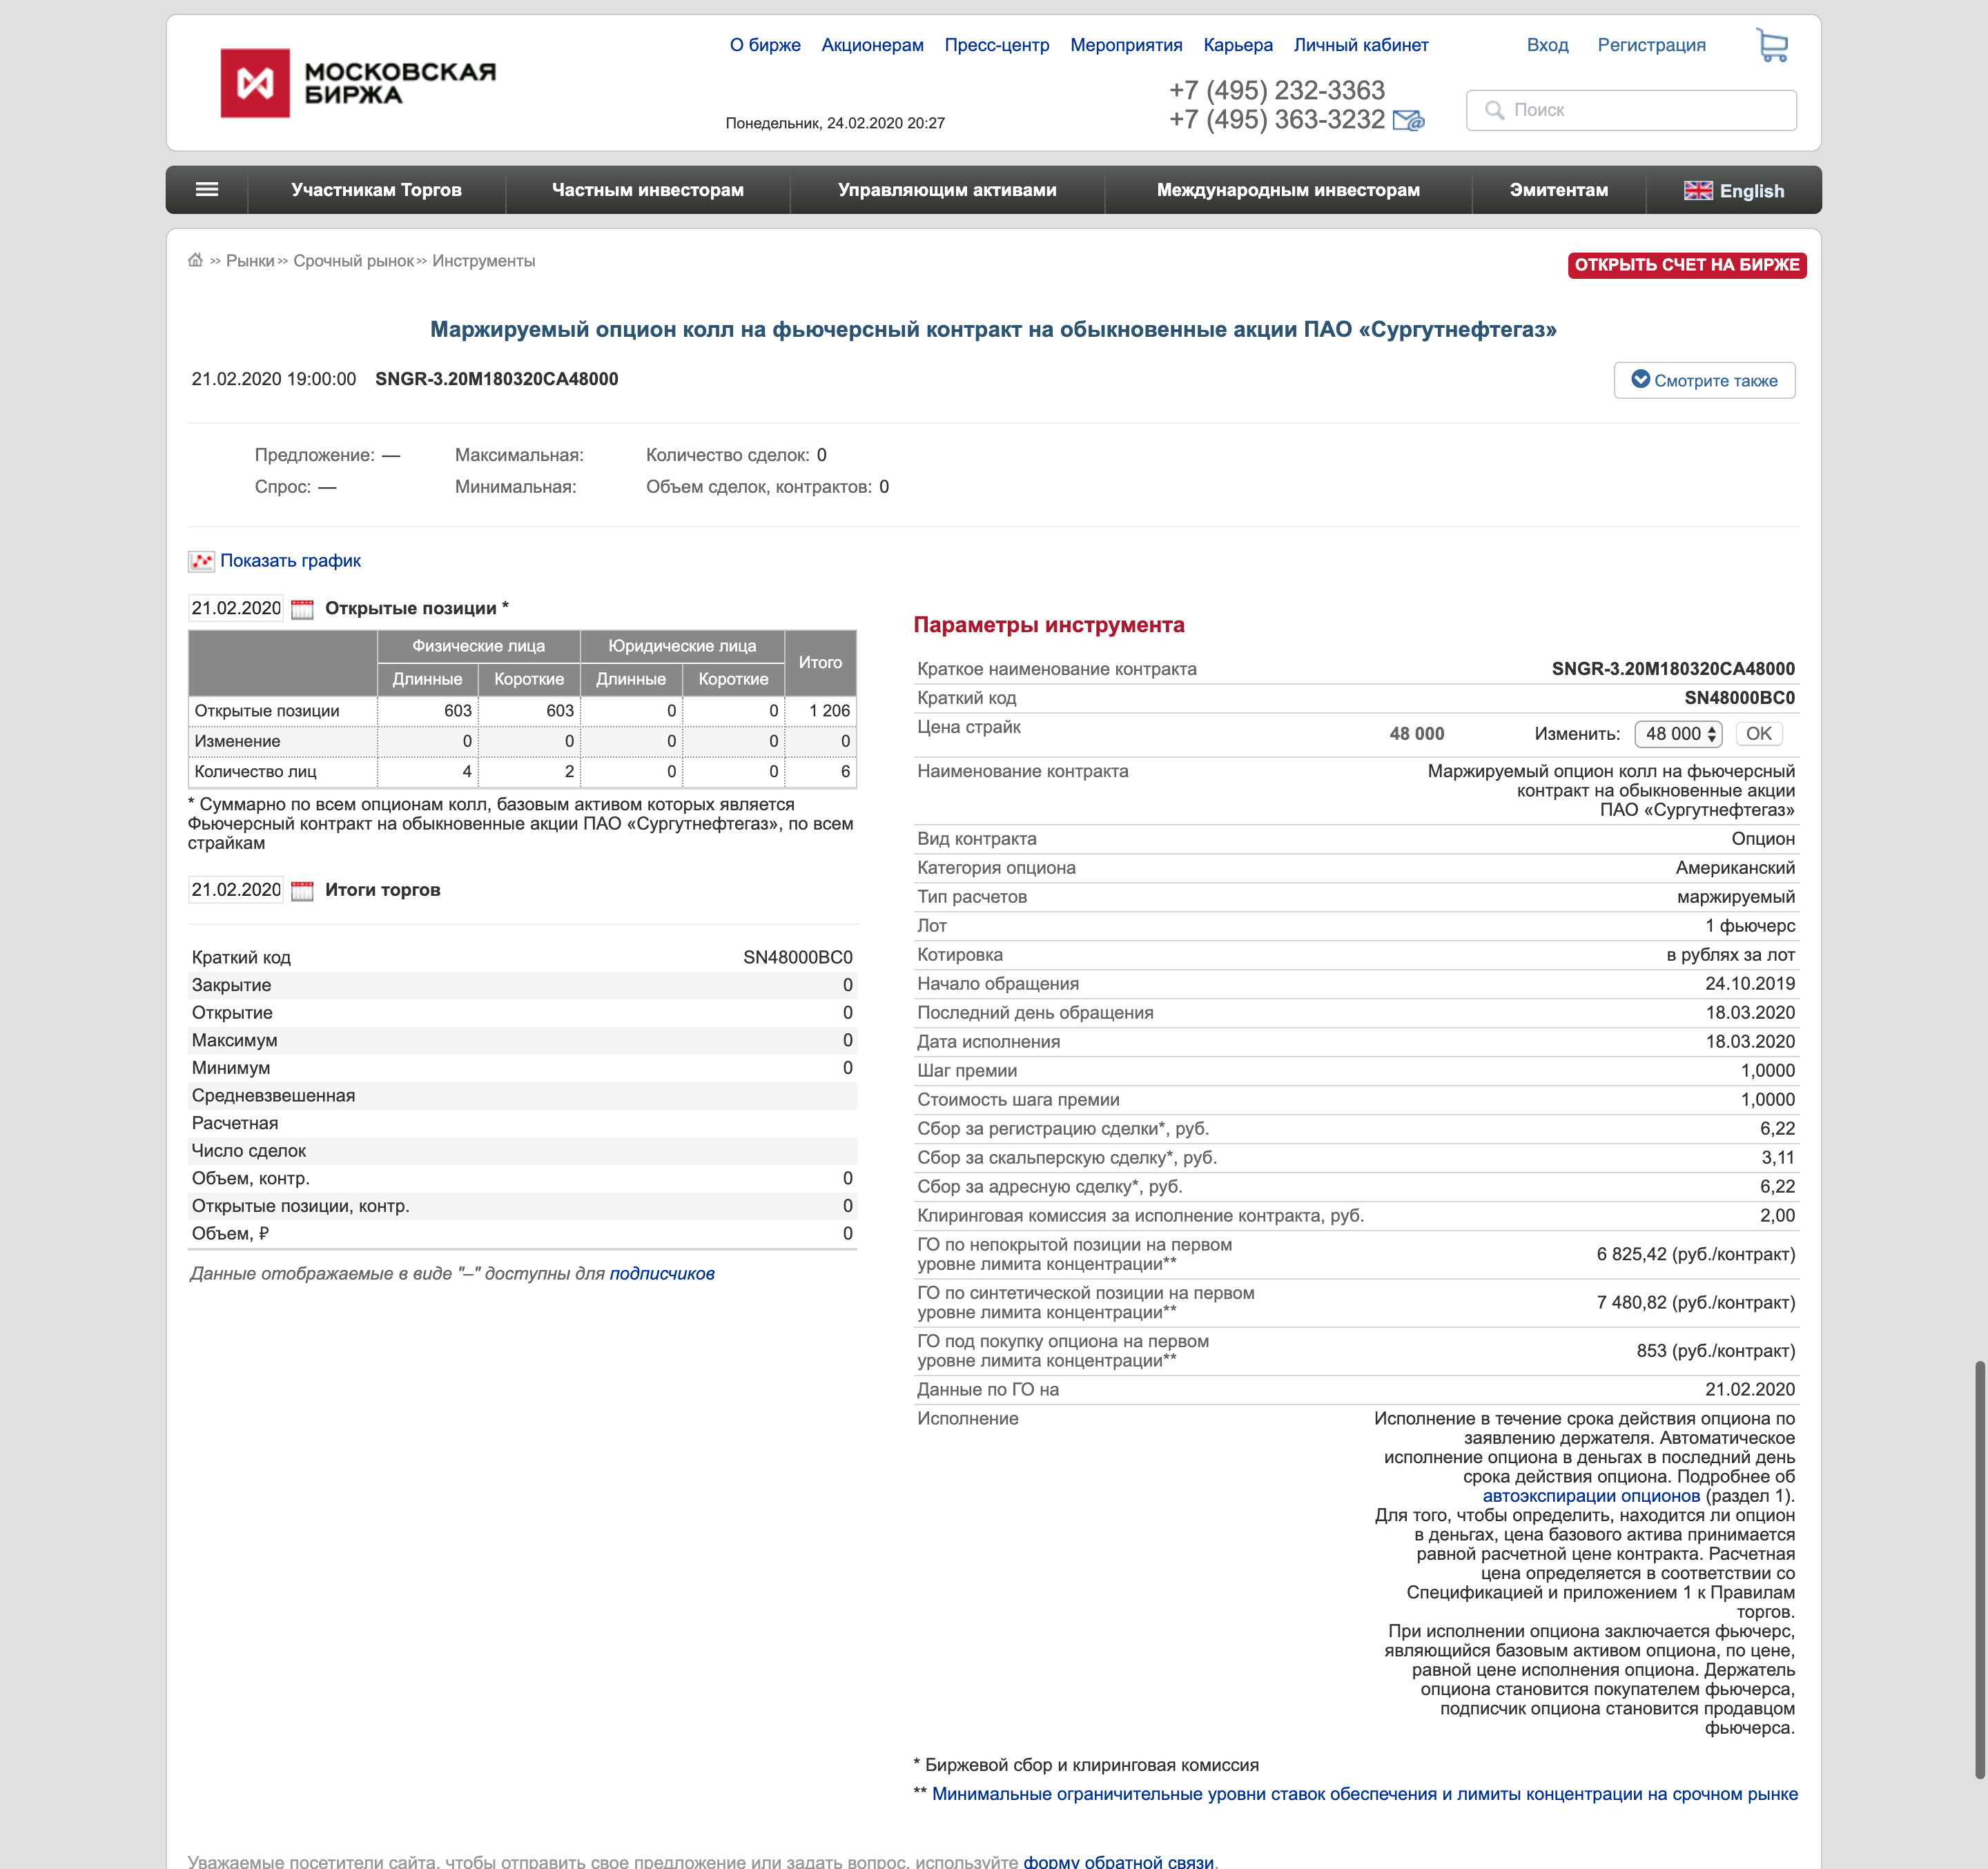 МОСКОВСКАЯ
БИРЖА
О бирже Акционерам Пресс-центр Мероприятия Карьера Личный кабинет
Вход Регистрация
+7 (495) 232-3363
+7 (495) 363-3232
Понедельник, 24.02.2020 20:27
Поиск
Участникам Торгов Частным инвесторам Управляющим активами Международным инвесторам Эмитентам English
>> Рынки >> Срочный рынок >> Инструменты
ОТКРЫТЬ СЧЕТ НА БИРЖЕ
Маржируемый опцион колл на фьючерсный контракт на обыкновенные акции ПАО «Сургутнефтегаз»
21.02.2020 19:00:00 SNGR-3.20M180320CA48000
Смотрите также
Предложение: — Максимальная: Количество сделок: 0
Спрос: — Минимальная: Объем сделок, контрактов: 0
Показать график
21.02.2020 Открытые позиции *
Физические лица Юридические лица Итого
Длинные Короткие Длинные Короткие
Открытые позиции 603 603 0 0 1 206
Изменение 0 0 0 0 0
Количество лиц 4 2 0 0 6
* Суммарно по всем опционам колл, базовым активом которых является
Фьючерсный контракт на обыкновенные акции ПАО «Сургутнефтегаз», по всем
страйкам
21.02.2020 Итоги торгов
Краткий код SN48000BC0
Закрытие 0
Открытие 0
Максимум 0
Минимум 0
Средневзвешенная
Расчетная
Число сделок
Объем, контр. 0
Открытые позиции, контр. 0
Объем, ₽ 0
Данные отображаемые в виде "–" доступны для подписчиков
Параметры инструмента
Краткое наименование контракта SNGR-3.20M180320CA48000
Краткий код SN48000BC0
Цена страйк 48 000 Изменить: 48 000 OK
Наименование контракта Маржируемый опцион колл на фьючерсный
контракт на обыкновенные акции
ПАО «Сургутнефтегаз»
Вид контракта Опцион
Категория опциона Американский
Тип расчетов маржируемый
Лот 1 фьючерс
Котировка в рублях за лот
Начало обращения 24.10.2019
Последний день обращения 18.03.2020
Дата исполнения 18.03.2020
Шаг премии 1,0000
Стоимость шага премии 1,0000
Сбор за регистрацию сделки*, руб. 6,22
Сбор за скальперскую сделку*, руб. 3,11
Сбор за адресную сделку*, руб. 6,22
Клиринговая комиссия за исполнение контракта, руб. 2,00
ГО по непокрытой позиции на первом
уровне лимита концентрации** 6 825,42 (руб./контракт)
ГО по синтетической позиции на первом
уровне лимита концентрации** 7 480,82 (руб./контракт)
ГО под покупку опциона на первом
уровне лимита концентрации** 853 (руб./контракт)
Данные по ГО на 21.02.2020
Исполнение Исполнение в течение срока действия опциона по
заявлению держателя. Автоматическое
исполнение опциона в деньгах в последний день
срока действия опциона. Подробнее об
автоэкспирации опционов (раздел 1).
Для того, чтобы определить, находится ли опцион
в деньгах, цена базового актива принимается
равной расчетной цене контракта. Расчетная
цена определяется в соответствии со
Спецификацией и приложением 1 к Правилам
торгов.
При исполнении опциона заключается фьючерс,
являющийся базовым активом опциона, по цене,
равной цене исполнения опциона. Держатель
опциона становится покупателем фьючерса,
подписчик опциона становится продавцом
фьючерса.
* Биржевой сбор и клиринговая комиссия
** Минимальные ограничительные уровни ставок обеспечения и лимиты концентрации на срочном рынке
Уважаемые посетители сайта, чтобы отправить свое предложение или задать вопрос, используйте форму обратной связи.